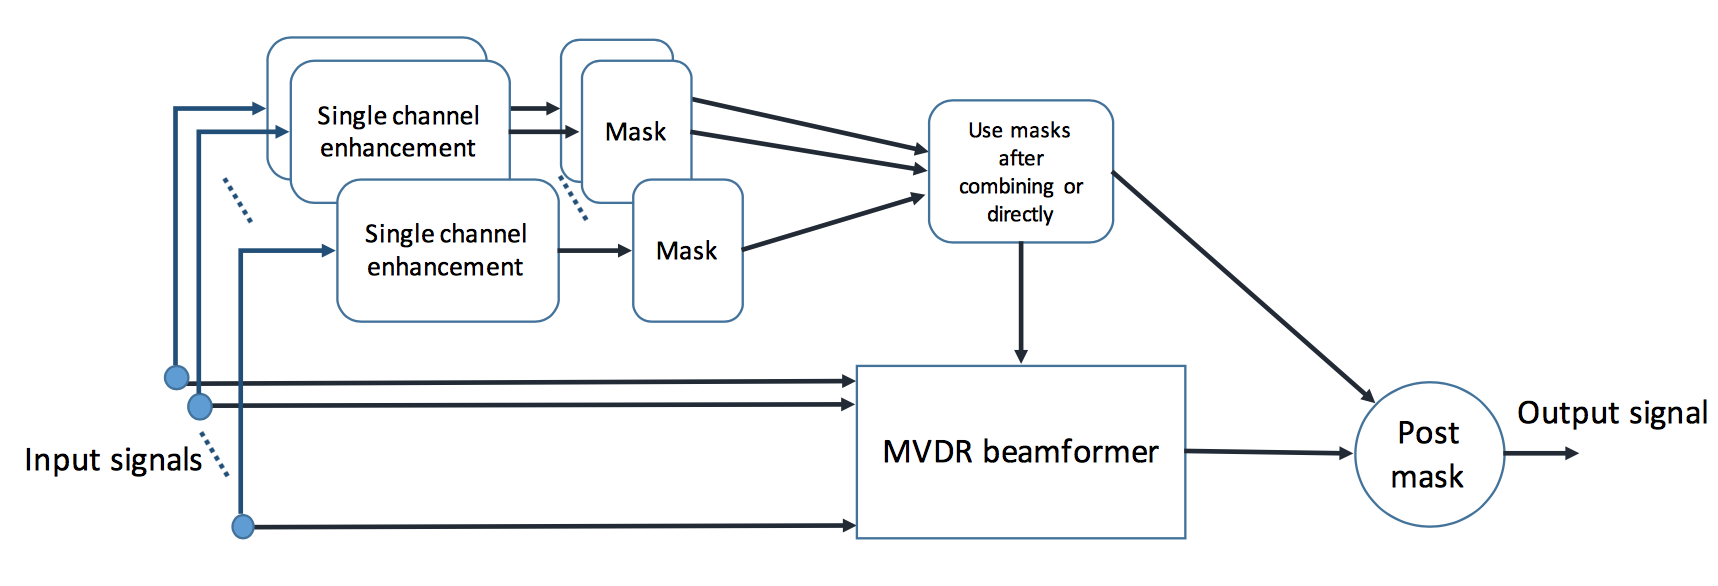 Single channel
enhancement
Mask
Use masks
after
combining or
directly
Single channel
enhancement
Mask
Input signals
MVDR beamformer
Post
mask
Output signal